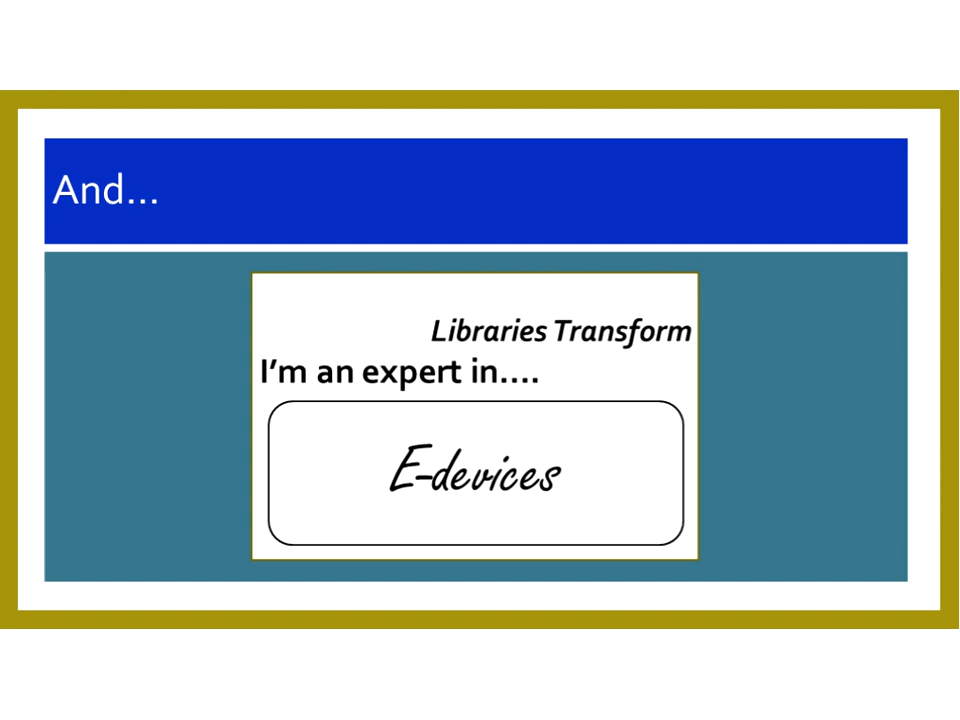 And...
Libraries Transform
I'm an expert in....
E-devices